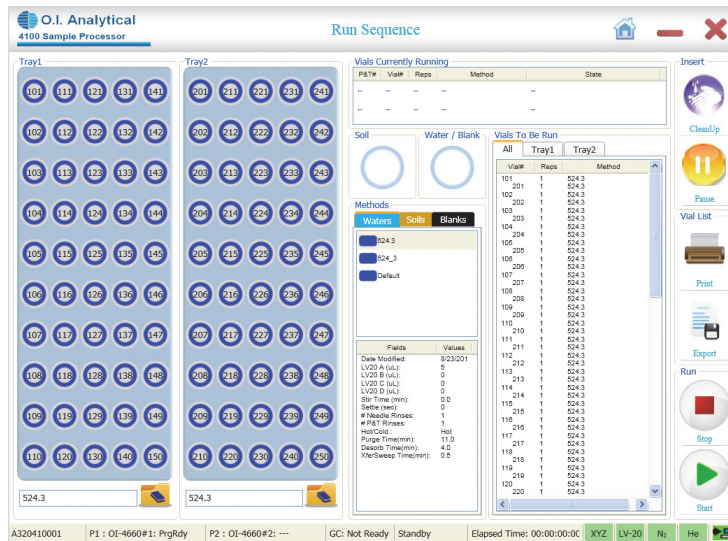 O.I. Analytical
4100 Sample Processor
Run Sequence
Tray1
101 111 121 131 141
102 112 122 132 142
103 113 123 133 143
104 114 124 134 144
105 115 125 135 145
106 116 126 136 146
107 117 127 137 147
108 118 128 138 148
109 119 129 139 149
110 120 130 140 150
524.3
Tray2
201 211 221 231 241
202 212 222 232 242
203 213 223 233 243
204 214 224 234 244
205 215 225 235 245
206 216 226 236 246
207 217 227 237 247
208 218 228 238 248
209 219 229 239 249
210 220 230 240 250
524.3
Vials Currently Running
P&T# Vial# Reps Method State
-- -- -- -- --
-- -- -- -- --
Soil
Water / Blank
Methods
Waters Soils Blanks
524.3
524_3
Default
Fields Values
Date Modified: 8/23/201
LV20 A (uL): 5
LV20 B (uL): 0
LV20 C (uL): 0
LV20 D (uL): 0
Stir Time (min): 0.0
Settle (sec): 0
# Needle Rinses: 1
# P&T Rinses: 1
Hot/Cold : Hot
Purge Time(min): 11.0
Desorb Time(min): 4.0
XferSweep Time(min): 0.5
Vials To Be Run
All Tray1 Tray2
Vial# Reps Method
101 1 524.3
201 1 524.3
102 1 524.3
202 1 524.3
103 1 524.3
203 1 524.3
104 1 524.3
204 1 524.3
105 1 524.3
205 1 524.3
106 1 524.3
206 1 524.3
107 1 524.3
207 1 524.3
108 1 524.3
208 1 524.3
109 1 524.3
209 1 524.3
110 1 524.3
210 1 524.3
111 1 524.3
211 1 524.3
112 1 524.3
212 1 524.3
113 1 524.3
213 1 524.3
114 1 524.3
214 1 524.3
115 1 524.3
215 1 524.3
116 1 524.3
216 1 524.3
117 1 524.3
217 1 524.3
118 1 524.3
218 1 524.3
119 1 524.3
219 1 524.3
120 1 524.3
220 1 524.3
Insert
CleanUp
Pause
Vial List
Print
Export
Run
Stop
Start
A320410001 P1 : OI-4660#1: PrgRdy P2 : OI-4660#2: --- GC: Not Ready Standby Elapsed Time: 00:00:00:00 XYZ LV-20 N₂ He